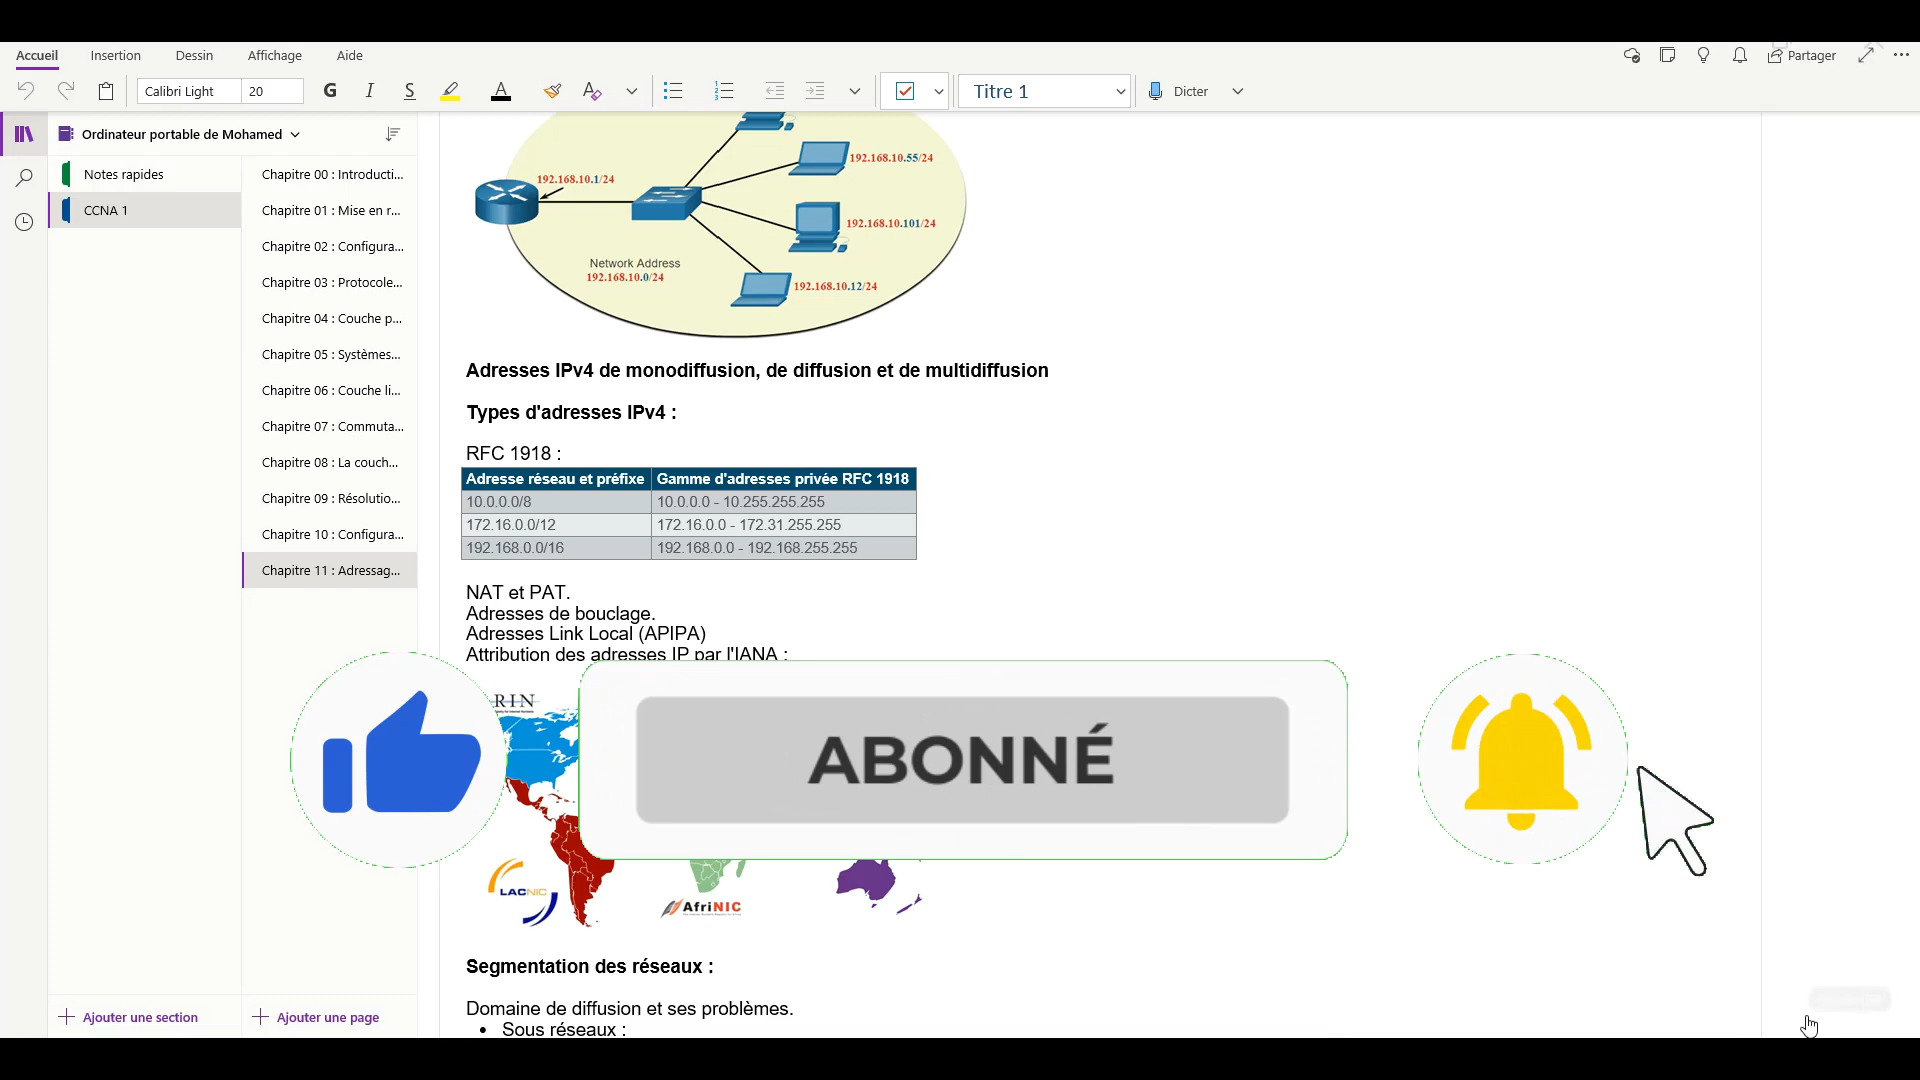 Accueil Insertion Dessin Affichage Aide
Partager
Calibri Light 20 G I S A A Titre 1 Dicter
Ordinateur portable de Mohamed
Notes rapides
CCNA 1
Chapitre 00 : Introducti...
Chapitre 01 : Mise en r...
Chapitre 02 : Configura...
Chapitre 03 : Protocole...
Chapitre 04 : Couche p...
Chapitre 05 : Systèmes...
Chapitre 06 : Couche li...
Chapitre 07 : Commuta...
Chapitre 08 : La couch...
Chapitre 09 : Résolutio...
Chapitre 10 : Configura...
Chapitre 11 : Adressag...
Ajouter une section
Ajouter une page
192.168.10.55/24
192.168.10.1/24
192.168.10.101/24
Network Address
192.168.10.0/24
192.168.10.12/24
Adresses IPv4 de monodiffusion, de diffusion et de multidiffusion
Types d'adresses IPv4 :
RFC 1918 :
Adresse réseau et préfixe Gamme d'adresses privée RFC 1918
10.0.0.0/8 10.0.0.0 - 10.255.255.255
172.16.0.0/12 172.16.0.0 - 172.31.255.255
192.168.0.0/16 192.168.0.0 - 192.168.255.255
NAT et PAT.
Adresses de bouclage.
Adresses Link Local (APIPA)
Attribution des adresses IP par l'IANA :
RIN
ABONNÉ
LACNIC
AfriNIC
Segmentation des réseaux :
Domaine de diffusion et ses problèmes.
• Sous réseaux :